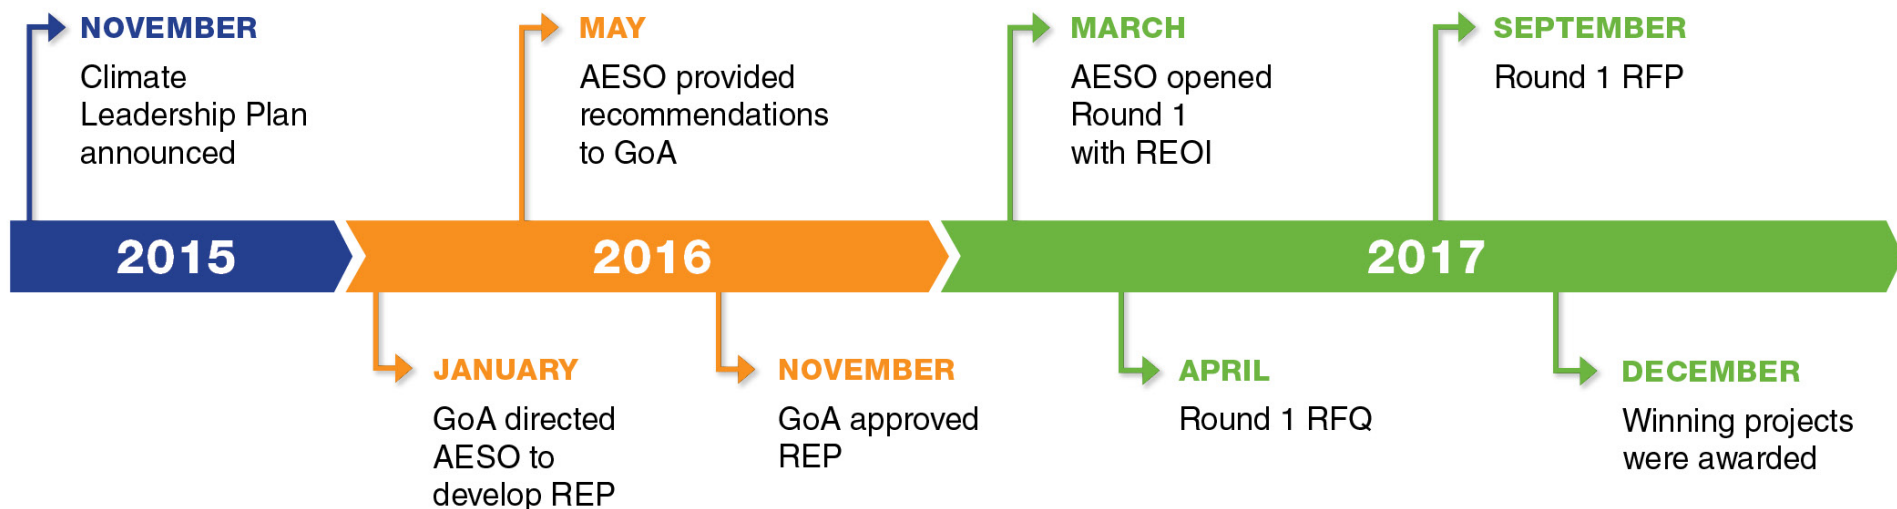 NOVEMBER
Climate
Leadership Plan
announced
MAY
AESO provided
recommendations
to GoA
MARCH
AESO opened
Round 1
with REOI
SEPTEMBER
Round 1 RFP
2015
2016
2017
JANUARY
GoA directed
AESO to
develop REP
NOVEMBER
GoA approved
REP
APRIL
Round 1 RFQ
DECEMBER
Winning projects
were awarded